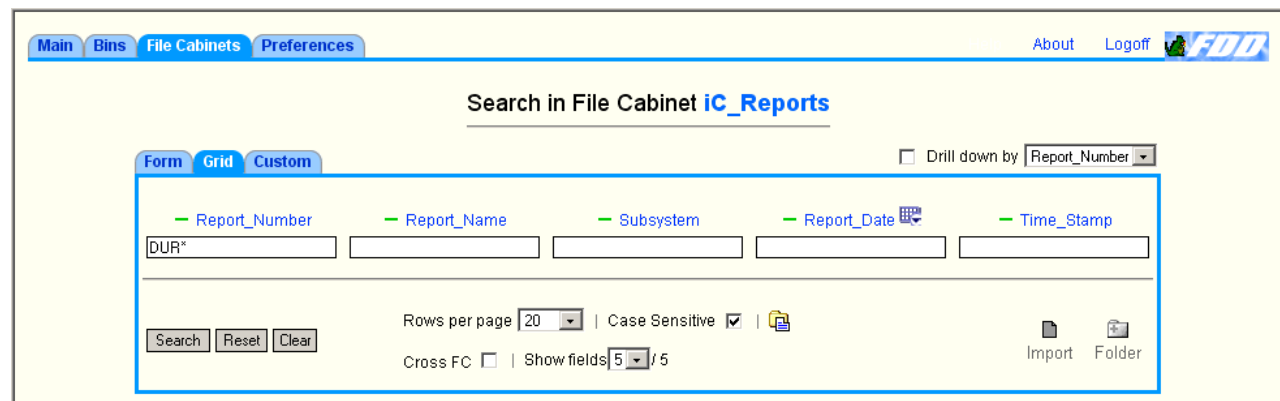 Main Bins File Cabinets Preferences About Logoff FDD
Search in File Cabinet iC_Reports
Form Grid Custom Drill down by Report_Number
Report_Number Report_Name Subsystem Report_Date Time_Stamp
DUR*
Rows per page 20 | Case Sensitive |
Search Reset Clear Import Folder
Cross FC | Show fields 5 / 5